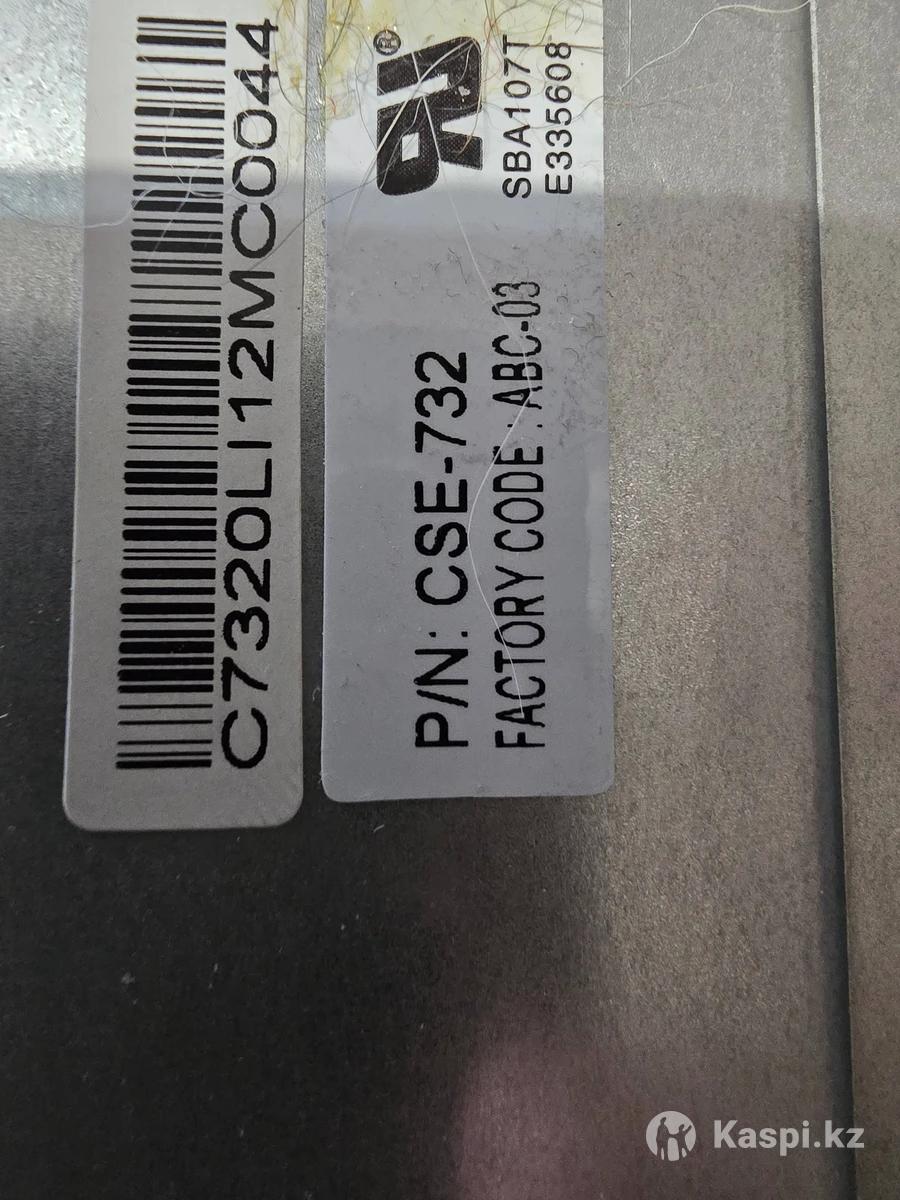 C7320LI12MC0044
P/N: CSE-732
FACTORY CODE : ABC-03
®
SBA107T
E335608
Kaspi.kz